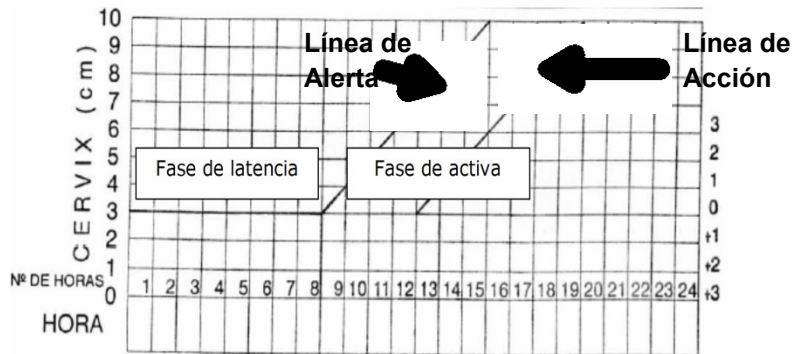 10
9
8
7
6
5
4
3
2
1
0
CERVIX (cm)
Línea de
Alerta
Línea de
Acción
Fase de latencia
Fase de activa
3
2
1
0
+1
+2
+3
Nº DE HORAS
1 2 3 4 5 6 7 8 9 10 11 12 13 14 15 16 17 18 19 20 21 22 23 24
HORA